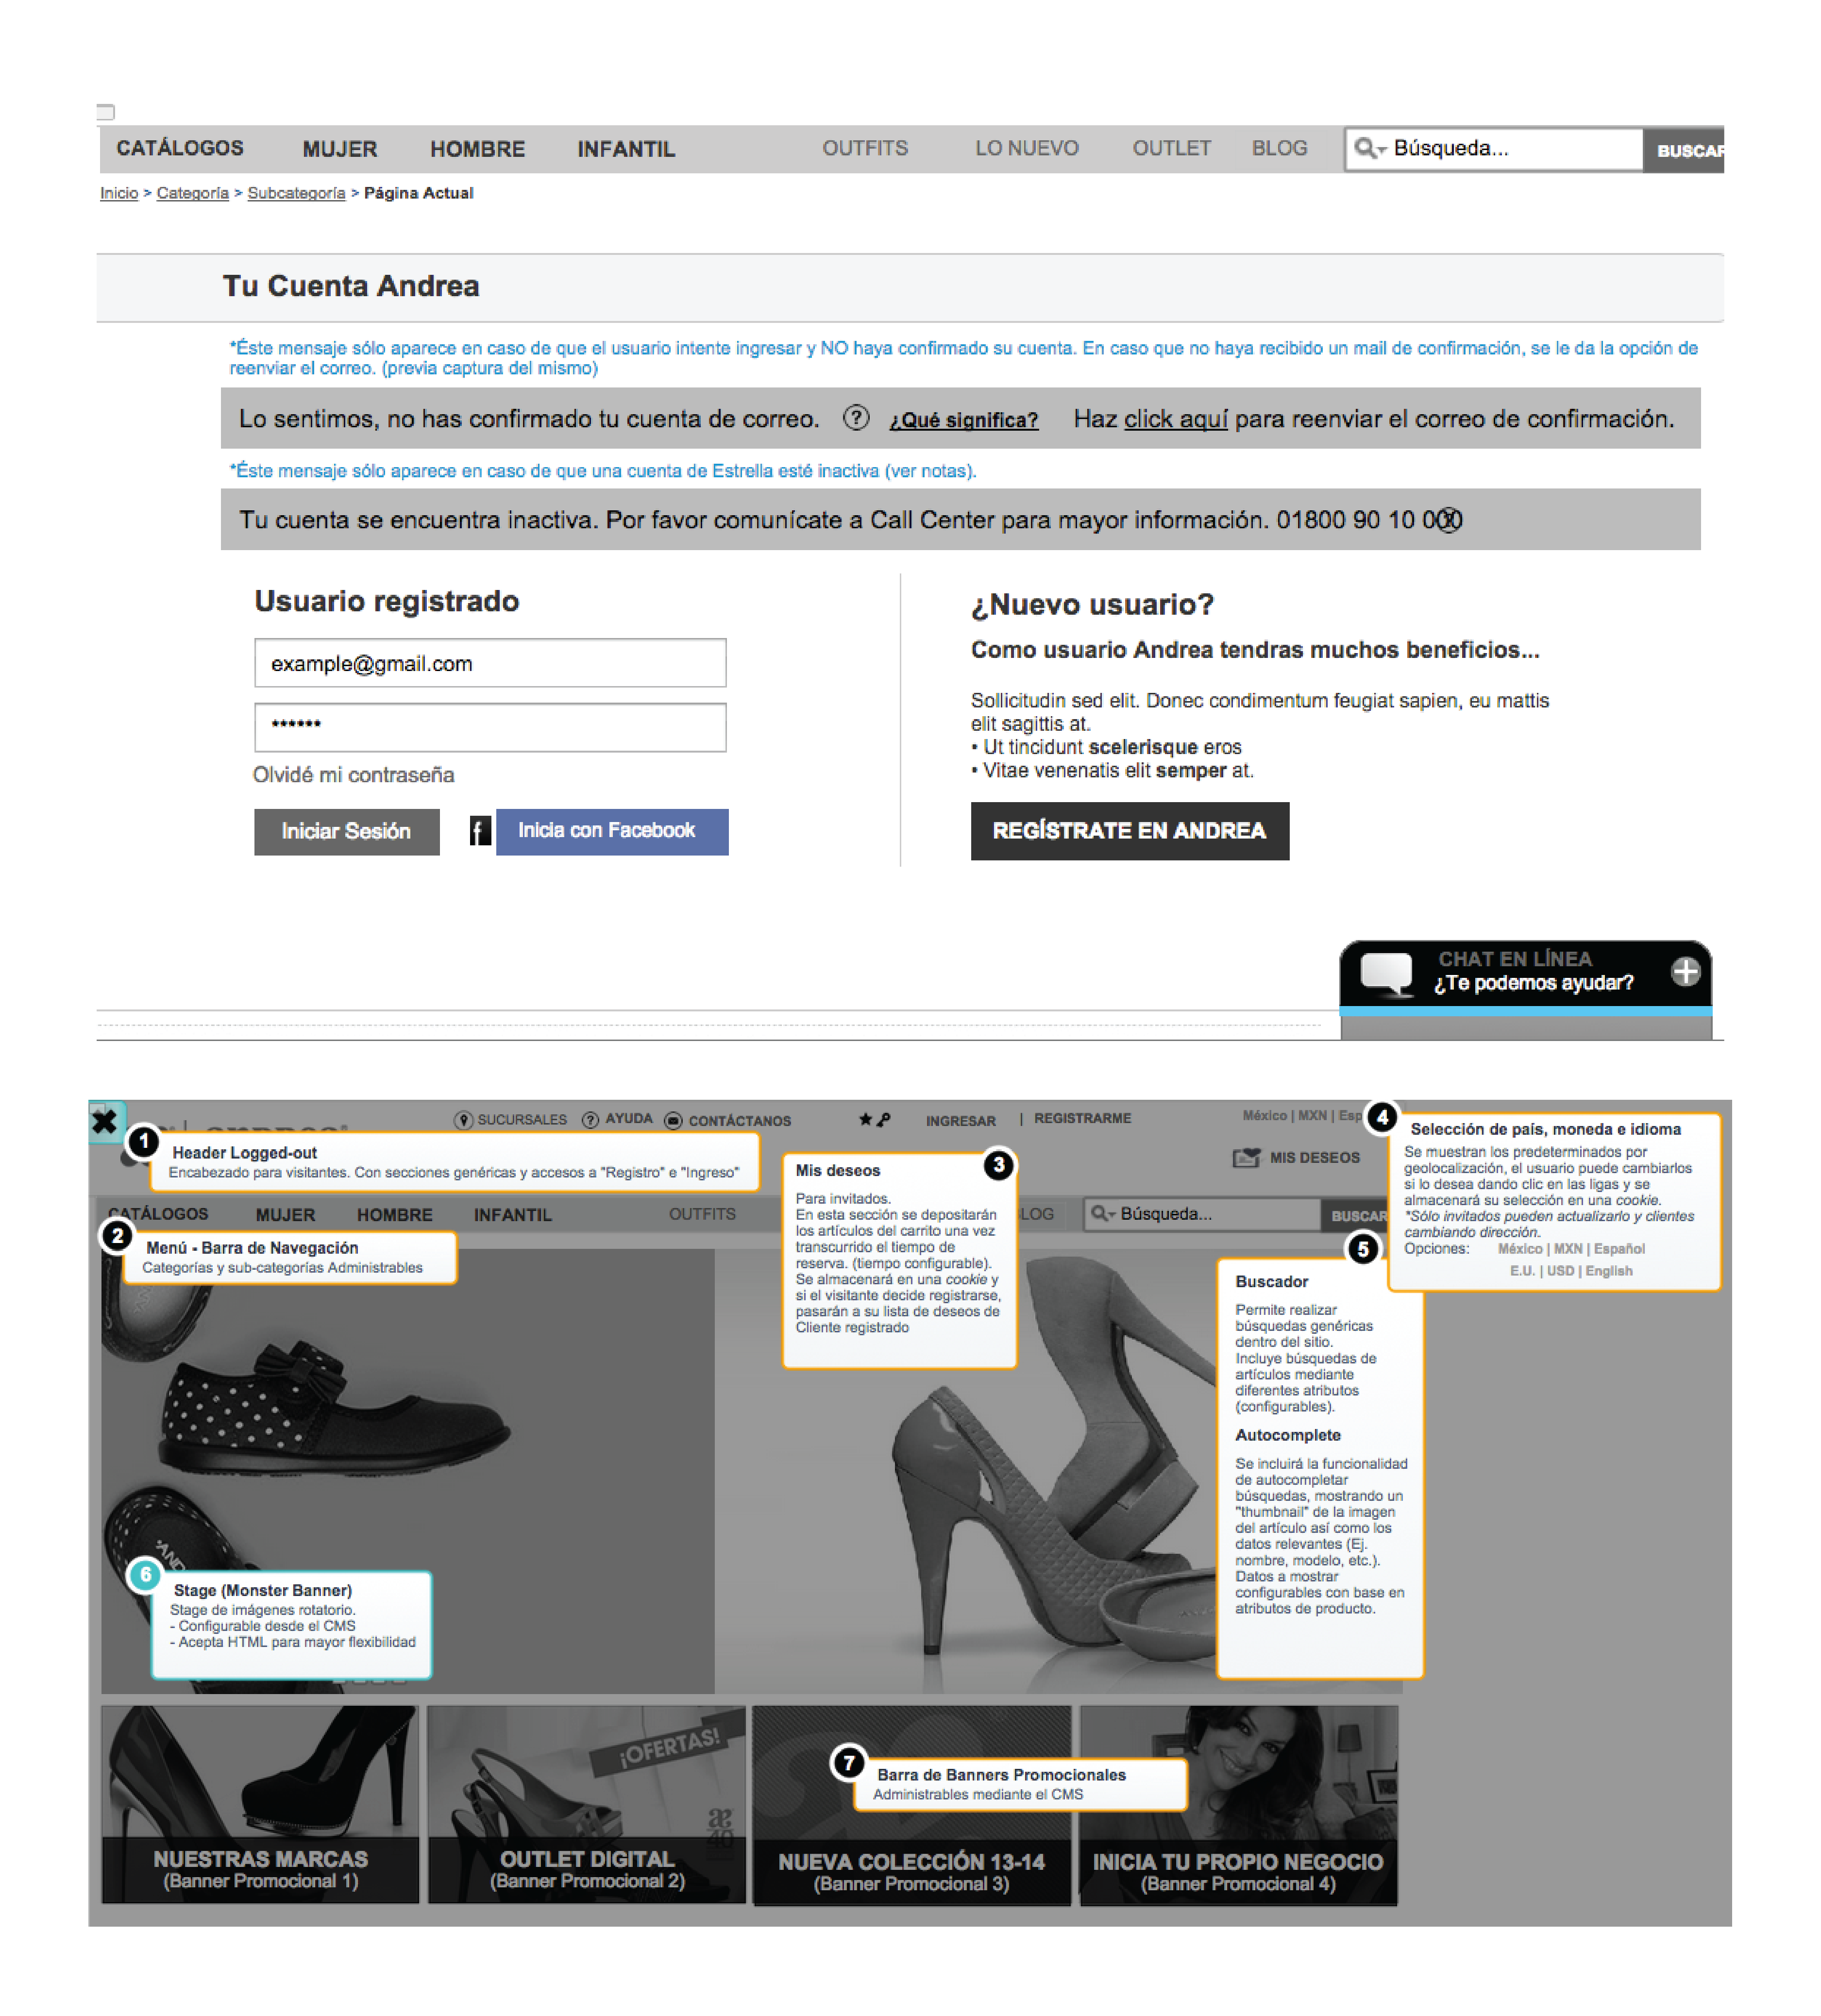 CATÁLOGOS MUJER HOMBRE INFANTIL OUTFITS LO NUEVO OUTLET BLOG Búsqueda... BUSCAR
Inicio > Categoría > Subcategoría > Página Actual
Tu Cuenta Andrea
*Éste mensaje sólo aparece en caso de que el usuario intente ingresar y NO haya confirmado su cuenta. En caso que no haya recibido un mail de confirmación, se le da la opción de
reenviar el correo. (previa captura del mismo)
Lo sentimos, no has confirmado tu cuenta de correo. ? ¿Qué significa? Haz click aquí para reenviar el correo de confirmación.
*Éste mensaje sólo aparece en caso de que una cuenta de Estrella esté inactiva (ver notas).
Tu cuenta se encuentra inactiva. Por favor comunícate a Call Center para mayor información. 01800 90 10 000
Usuario registrado
example@gmail.com
••••••
Olvidé mi contraseña
Iniciar Sesión f Inicia con Facebook
¿Nuevo usuario?
Como usuario Andrea tendras muchos beneficios...
Sollicitudin sed elit. Donec condimentum feugiat sapien, eu mattis
elit sagittis at.
• Ut tincidunt scelerisque eros
• Vitae venenatis elit semper at.
REGÍSTRATE EN ANDREA
CHAT EN LÍNEA
¿Te podemos ayudar?
SUCURSALES ? AYUDA CONTÁCTANOS INGRESAR | REGISTRARME México | MXN | Esp
MIS DESEOS
1
Header Logged-out
Encabezado para visitantes. Con secciones genéricas y accesos a "Registro" e "Ingreso"
CATÁLOGOS MUJER HOMBRE INFANTIL OUTFITS LOG Búsqueda... BUSCAR
2
Menú - Barra de Navegación
Categorías y sub-categorías Administrables
3
Mis deseos
Para invitados.
En esta sección se depositarán
los artículos del carrito una vez
transcurrido el tiempo de
reserva. (tiempo configurable).
Se almacenará en una cookie y
si el visitante decide registrarse,
pasarán a su lista de deseos de
Cliente registrado
4
Selección de país, moneda e idioma
Se muestran los predeterminados por
geolocalización, el usuario puede cambiarlos
si lo desea dando clic en las ligas y se
almacenará su selección en una cookie.
*Sólo invitados pueden actualizarlo y clientes
cambiando dirección.
Opciones: México | MXN | Español
E.U. | USD | English
5
Buscador
Permite realizar
búsquedas genéricas
dentro del sitio.
Incluye búsquedas de
artículos mediante
diferentes atributos
(configurables).
Autocomplete
Se incluirá la funcionalidad
de autocompletar
búsquedas, mostrando un
"thumbnail" de la imagen
del artículo así como los
datos relevantes (Ej.
nombre, modelo, etc.).
Datos a mostrar
configurables con base en
atributos de producto.
6
Stage (Monster Banner)
Stage de imágenes rotatorio.
- Configurable desde el CMS
- Acepta HTML para mayor flexibilidad
¡OFERTAS!
40
7
Barra de Banners Promocionales
Administrables mediante el CMS
NUESTRAS MARCAS
(Banner Promocional 1)
OUTLET DIGITAL
(Banner Promocional 2)
NUEVA COLECCIÓN 13-14
(Banner Promocional 3)
INICIA TU PROPIO NEGOCIO
(Banner Promocional 4)